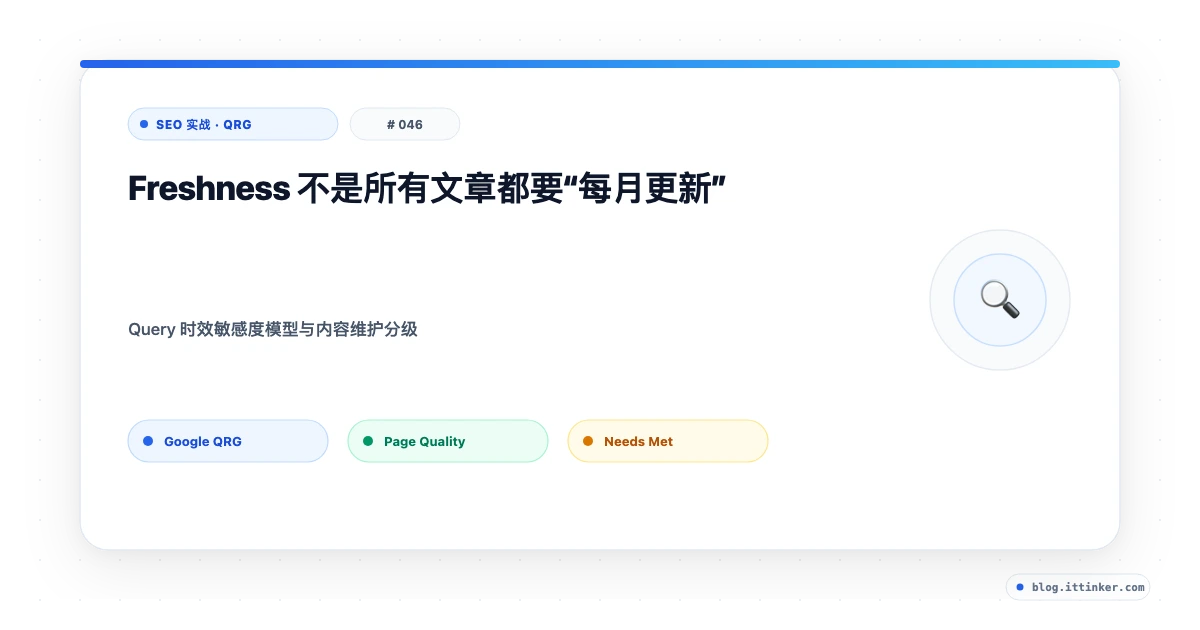 SEO 实战 · QRG
# 046
Freshness 不是所有文章都要“每月更新”
Query 时效敏感度模型与内容维护分级
Google QRG
Page Quality
Needs Met
blog.ittinker.com